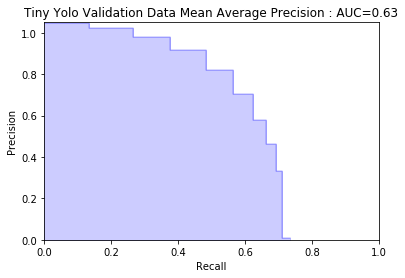 Tiny Yolo Validation Data Mean Average Precision : AUC=0.63
1.0
0.8
0.6
0.4
0.2
0.0
Precision
0.0 0.2 0.4 0.6 0.8 1.0
Recall